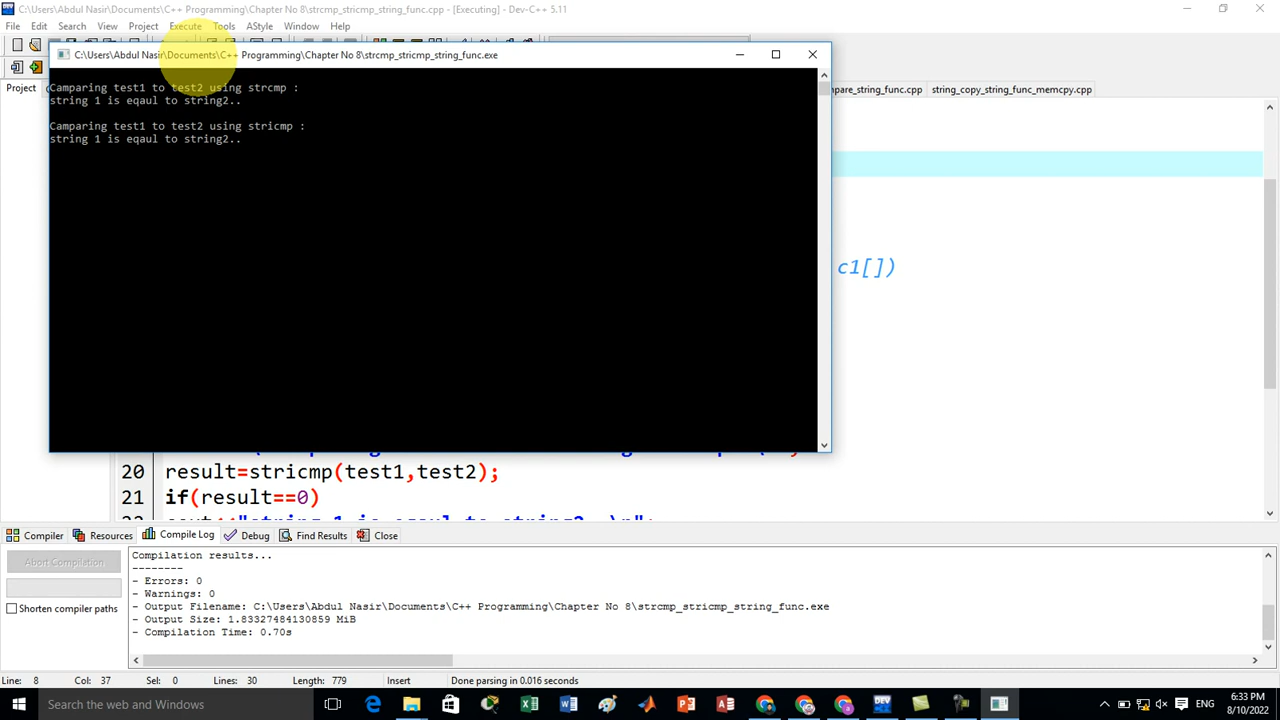 C:\Users\Abdul Nasir\Documents\C++ Programming\Chapter No 8\strcmp_stricmp_string_func.cpp - [Executing] - Dev-C++ 5.11
File Edit Search View Project Execute Tools AStyle Window Help
C:\Users\Abdul Nasir\Documents\C++ Programming\Chapter No 8\strcmp_stricmp_string_func.exe
Project
pare_string_func.cpp string_copy_string_func_memcpy.cpp
Camparing test1 to test2 using strcmp :
string 1 is eqaul to string2..
Camparing test1 to test2 using stricmp :
string 1 is eqaul to string2..
c1[])
20 result=stricmp(test1,test2);
21 if(result==0)
Compiler Resources Compile Log Debug Find Results Close
Abort Compilation
Shorten compiler paths
Compilation results...
--------
- Errors: 0
- Warnings: 0
- Output Filename: C:\Users\Abdul Nasir\Documents\C++ Programming\Chapter No 8\strcmp_stricmp_string_func.exe
- Output Size: 1.83327484130859 MiB
- Compilation Time: 0.70s
Line: 8 Col: 37 Sel: 0 Lines: 30 Length: 779 Insert Done parsing in 0.016 seconds
Search the web and Windows
6:33 PM
8/10/2022